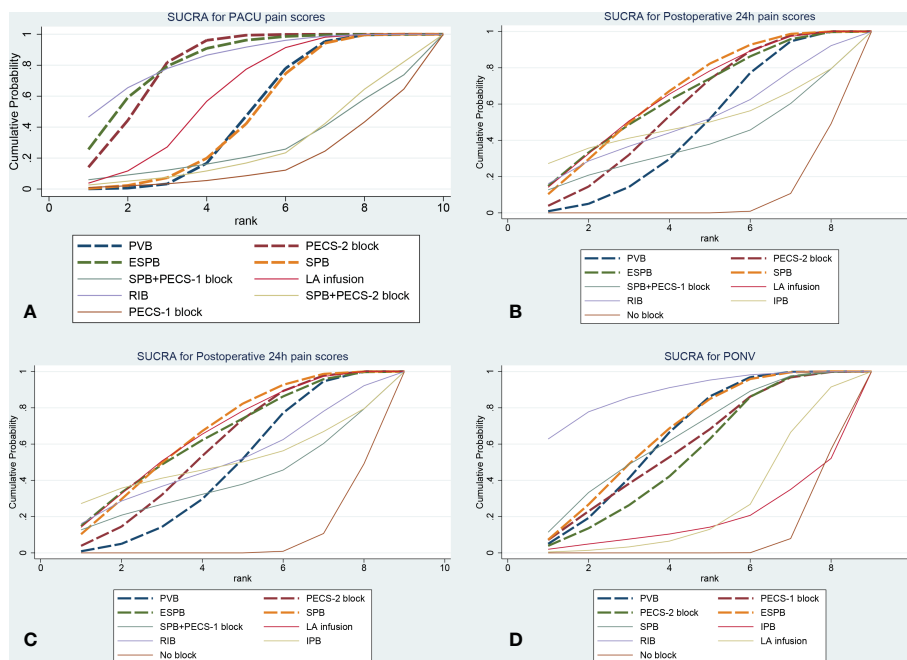 SUCRA for PACU pain scores
Cumulative Probability
1
.8
.6
.4
.2
0
0 2 4 6 8 10
rank
PVB PECS-2 block
ESPB SPB
SPB+PECS-1 block LA infusion
RIB SPB+PECS-2 block
PECS-1 block
A
SUCRA for Postoperative 24h pain scores
Cumulative Probability
1
.8
.6
.4
.2
0
0 2 4 6 8
rank
PVB PECS-2 block
ESPB SPB
SPB+PECS-1 block LA infusion
RIB IPB
No block
B
SUCRA for Postoperative 24h pain scores
Cumulative Probability
1
.8
.6
.4
.2
0
0 2 4 6 8 10
rank
PVB PECS-2 block
ESPB SPB
SPB+PECS-1 block LA infusion
RIB IPB
No block
C
SUCRA for PONV
Cumulative Probability
1
.8
.6
.4
.2
0
0 2 4 6 8
rank
PVB PECS-1 block
PECS-2 block ESPB
SPB IPB
RIB LA infusion
No block
D